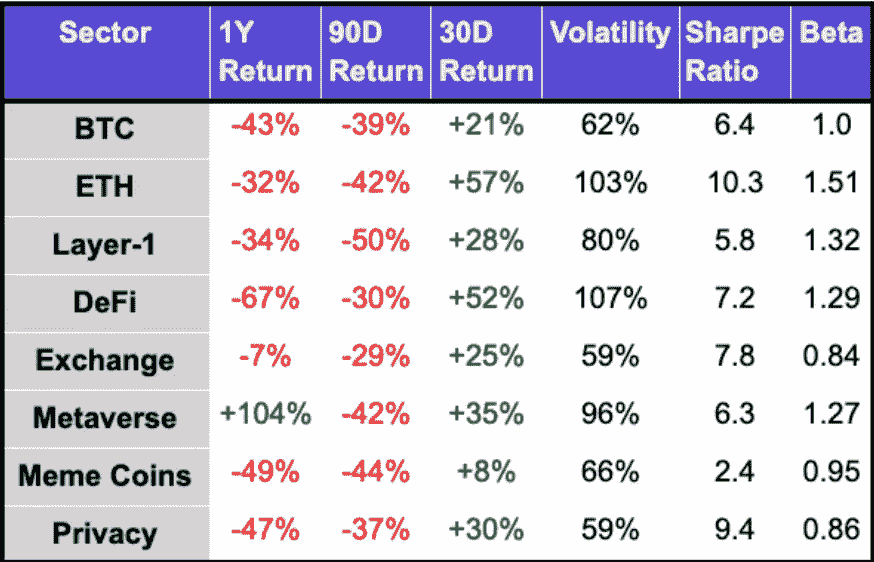 Sector 1Y Return 90D Return 30D Return Volatility Sharpe Ratio Beta
BTC -43% -39% +21% 62% 6.4 1.0
ETH -32% -42% +57% 103% 10.3 1.51
Layer-1 -34% -50% +28% 80% 5.8 1.32
DeFi -67% -30% +52% 107% 7.2 1.29
Exchange -7% -29% +25% 59% 7.8 0.84
Metaverse +104% -42% +35% 96% 6.3 1.27
Meme Coins -49% -44% +8% 66% 2.4 0.95
Privacy -47% -37% +30% 59% 9.4 0.86